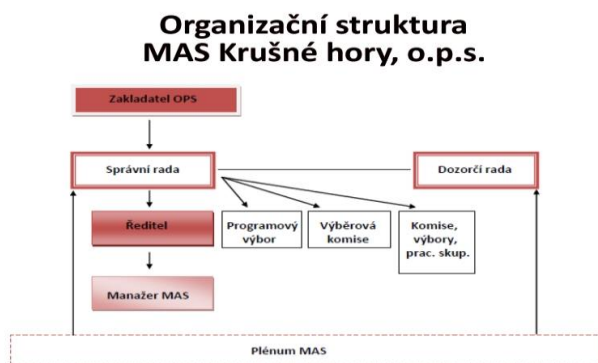 Organizační struktura
MAS Krušné hory, o.p.s.
Zakladatel OPS
Správní rada
Dozorčí rada
Ředitel
Programový
výbor
Výběrová
komise
Komise,
výbory,
prac. skup.
Manažer MAS
Plénum MAS